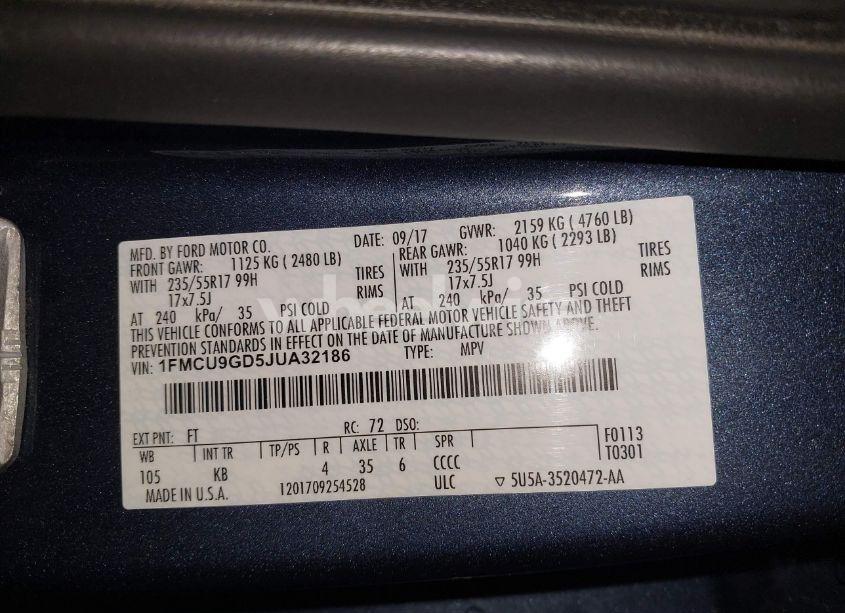 MFD. BY FORD MOTOR CO. DATE: 09/17 GVWR: 2159 KG ( 4760 LB)
FRONT GAWR: 1125 KG ( 2480 LB) REAR GAWR: 1040 KG ( 2293 LB)
WITH 235/55R17 99H TIRES WITH 235/55R17 99H TIRES
17x7.5J RIMS 17x7.5J RIMS
AT 240 kPa/ 35 PSI COLD AT 240 kPa/ 35 PSI COLD
THIS VEHICLE CONFORMS TO ALL APPLICABLE FEDERAL MOTOR VEHICLE SAFETY AND THEFT
PREVENTION STANDARDS IN EFFECT ON THE DATE OF MANUFACTURE SHOWN ABOVE.
VIN: 1FMCU9GD5JUA32186 TYPE: MPV
EXT PNT: FT RC: 72 DSO:
WB INT TR TP/PS R AXLE TR SPR F0113
105 KB 4 35 6 CCCC T0301
MADE IN U.S.A. 1201709254528 ULC ▽ 5U5A-3520472-AA